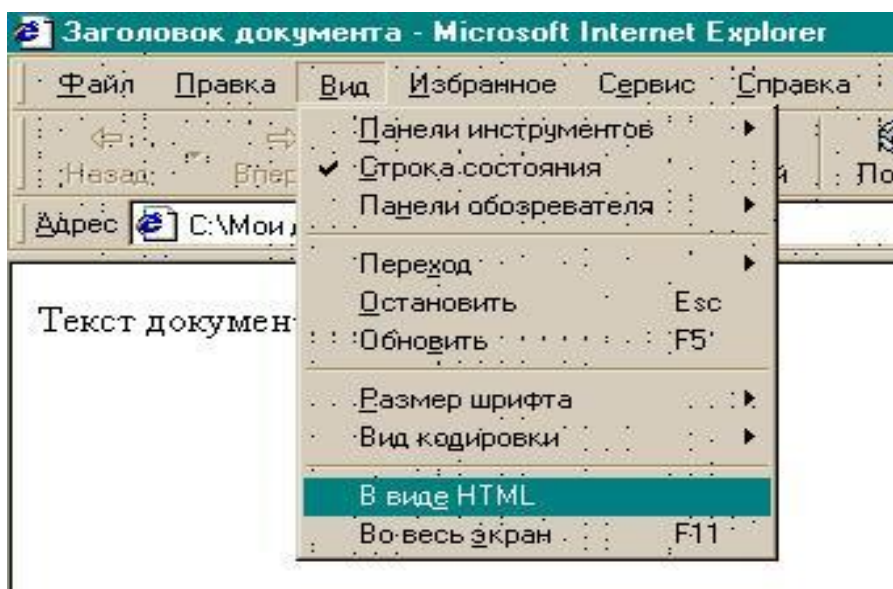 Заголовок документа - Microsoft Internet Explorer
Файл Правка Вид Избранное Сервис Справка
Назад
Адрес C:\Мои
Текст
Панели инструментов
Строка состояния
Панели обозревателя
Переход
Остановить Esc
Обновить F5
Размер шрифта
Вид кодировки
В виде HTML
Во весь экран F11